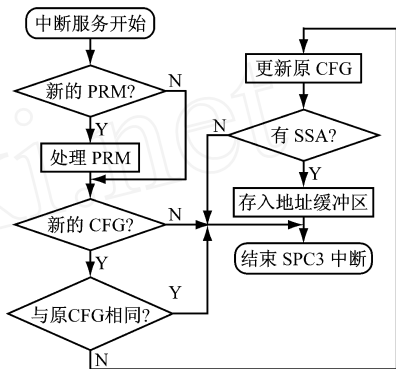 中断服务开始
新的 PRM?
N
Y
处理 PRM
新的 CFG?
N
Y
与原CFG相同?
Y
N
更新原 CFG
有 SSA?
N
Y
存入地址缓冲区
结束 SPC3 中断